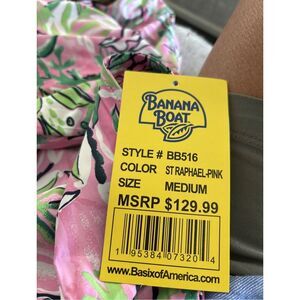 BANANA
BOAT
STYLE # BB516
COLOR ST RAPHAEL-PINK
SIZE MEDIUM
MSRP $129.99
1 95384 07320 4
www.BasixofAmerica.com